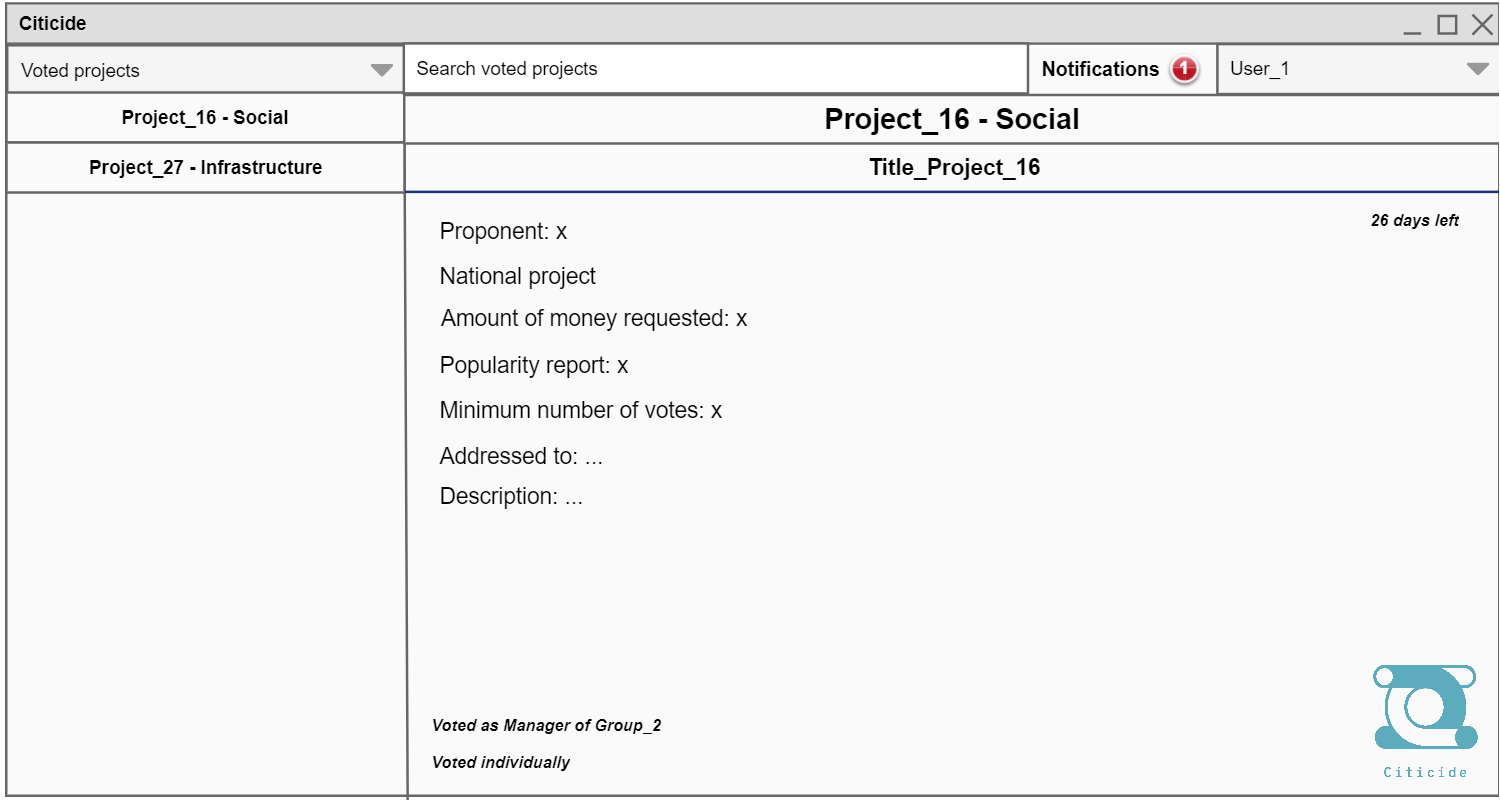 Citicide
Voted projects
Search voted projects
Notifications 1
User_1
Project_16 - Social
Project_27 - Infrastructure
Project_16 - Social
Title_Project_16
26 days left
Proponent: x
National project
Amount of money requested: x
Popularity report: x
Minimum number of votes: x
Addressed to: ...
Description: ...
Voted as Manager of Group_2
Voted individually
Citicide